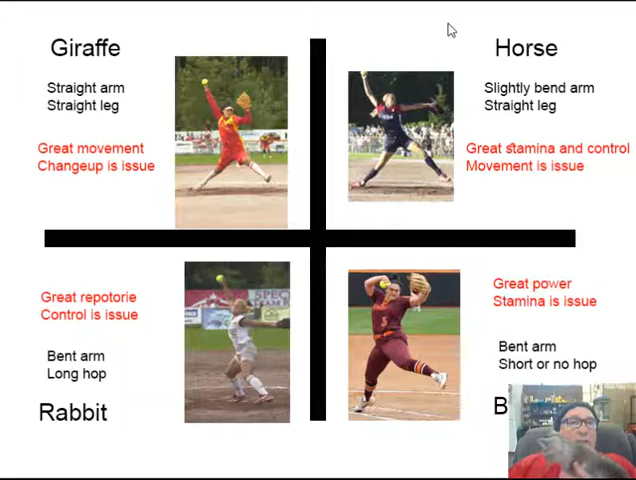 Giraffe
Straight arm
Straight leg
Great movement
Changeup is issue
Horse
Slightly bend arm
Straight leg
Great stamina and control
Movement is issue
Great repotorie
Control is issue
Bent arm
Long hop
Rabbit
Great power
Stamina is issue
Bent arm
Short or no hop
B